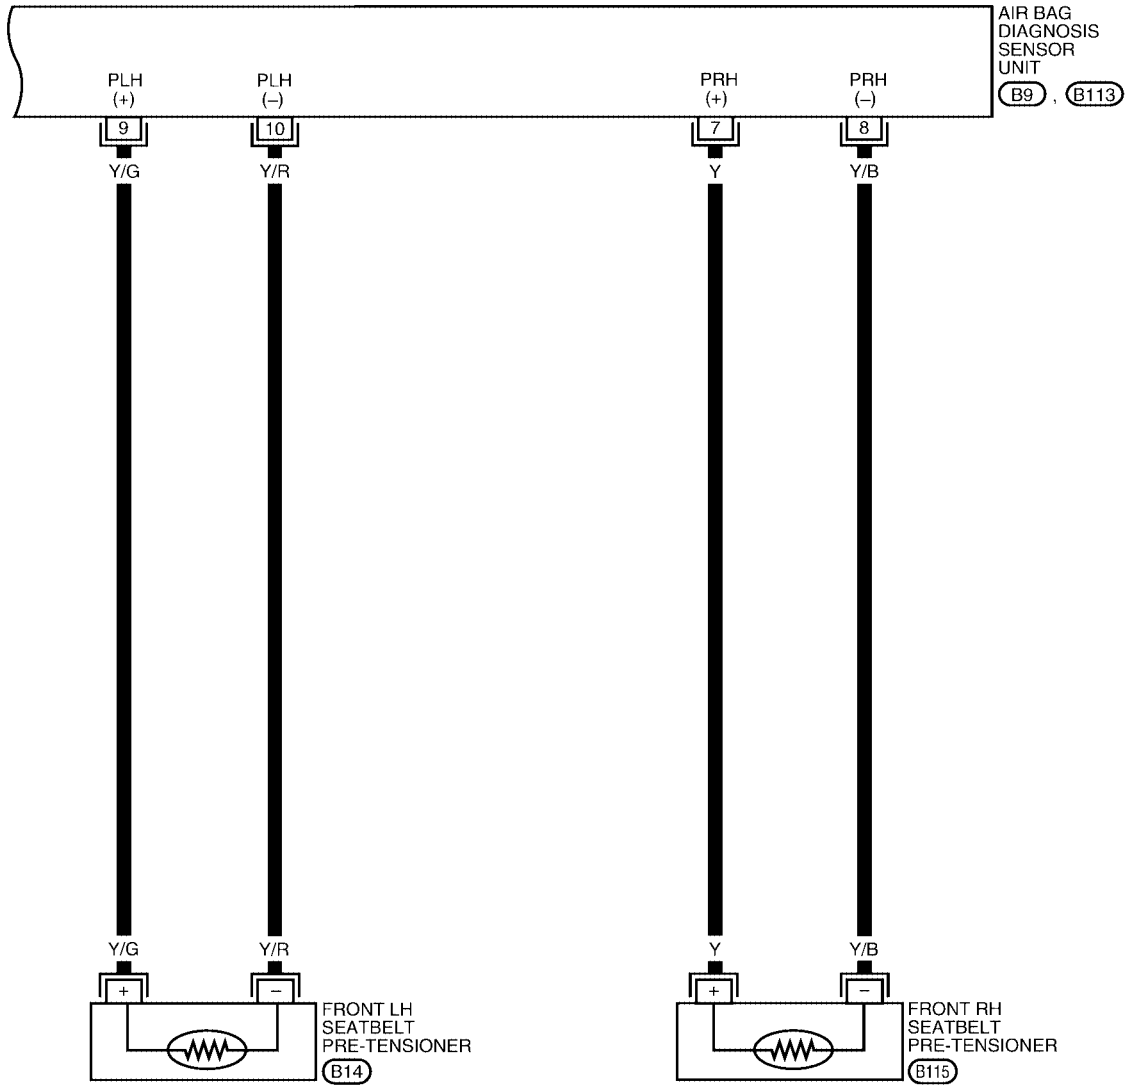 AIR BAG
DIAGNOSIS
SENSOR
UNIT
B9 , B113
PLH
(+)
PLH
(–)
PRH
(+)
PRH
(–)
9
10
7
8
Y/G
Y/R
Y
Y/B
Y/G
Y/R
Y
Y/B
+
–
+
–
FRONT LH
SEATBELT
PRE-TENSIONER
B14
FRONT RH
SEATBELT
PRE-TENSIONER
B115